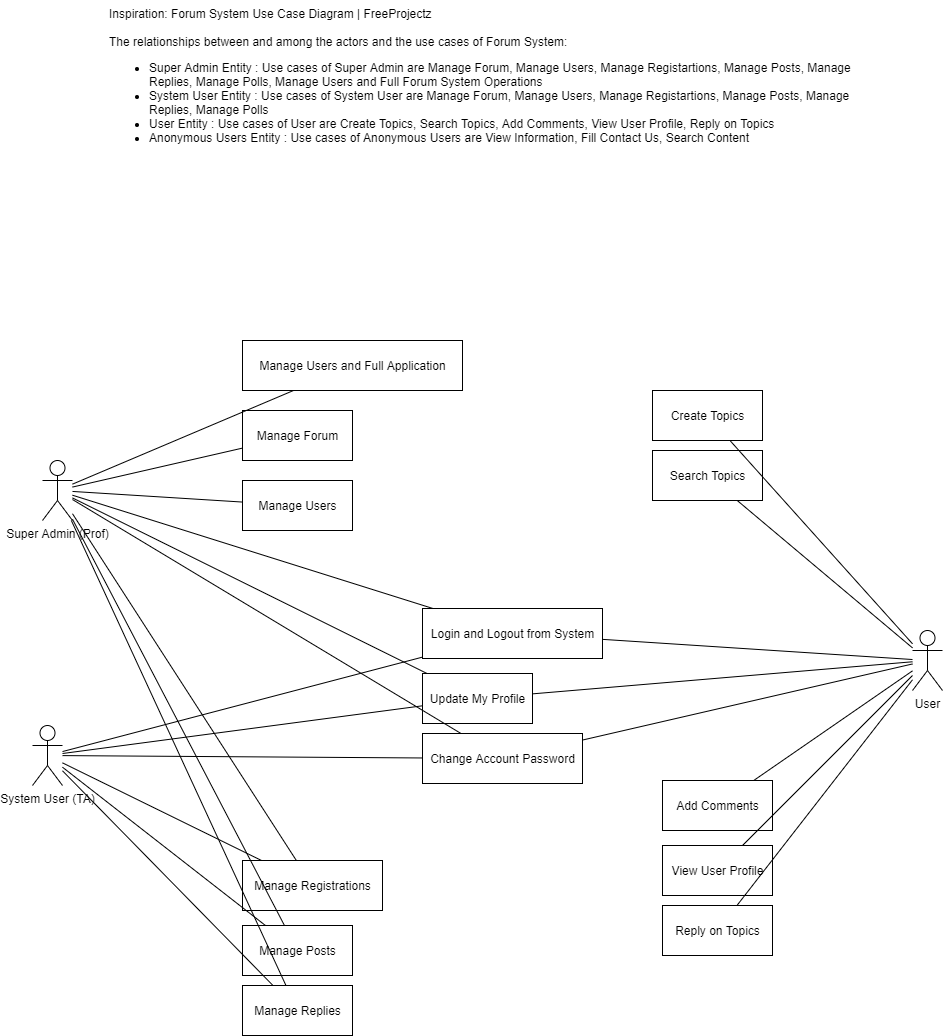 Inspiration: Forum System Use Case Diagram | FreeProjectz
The relationships between and among the actors and the use cases of Forum System:
• Super Admin Entity : Use cases of Super Admin are Manage Forum, Manage Users, Manage Registartions, Manage Posts, Manage
Replies, Manage Polls, Manage Users and Full Forum System Operations
• System User Entity : Use cases of System User are Manage Forum, Manage Users, Manage Registartions, Manage Posts, Manage
Replies, Manage Polls
• User Entity : Use cases of User are Create Topics, Search Topics, Add Comments, View User Profile, Reply on Topics
• Anonymous Users Entity : Use cases of Anonymous Users are View Information, Fill Contact Us, Search Content
Manage Users and Full Application
Create Topics
Manage Forum
Search Topics
Manage Users
Super Admin (Prof)
Login and Logout from System
Update My Profile
User
Change Account Password
System User (TA)
Add Comments
View User Profile
Manage Registrations
Reply on Topics
Manage Posts
Manage Replies